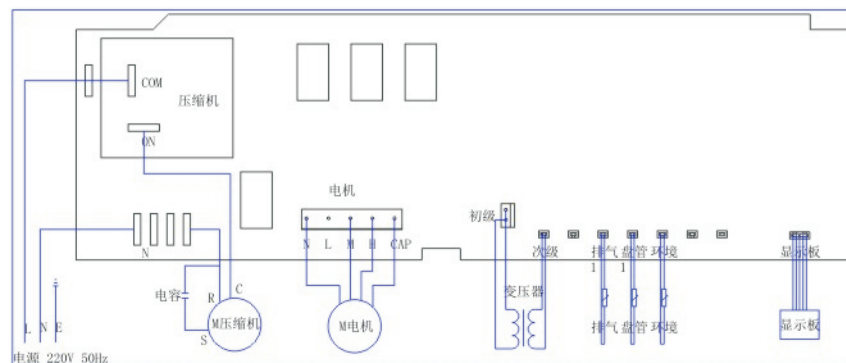 COM
压缩机
ON
电机
初级
N L M H CAP
N
次级 排气 盘管 环境 显示板
1 1
电容
R C
变压器
M压缩机 M电机
S
L N E
排气 盘管 环境 显示板
电源 220V 50Hz